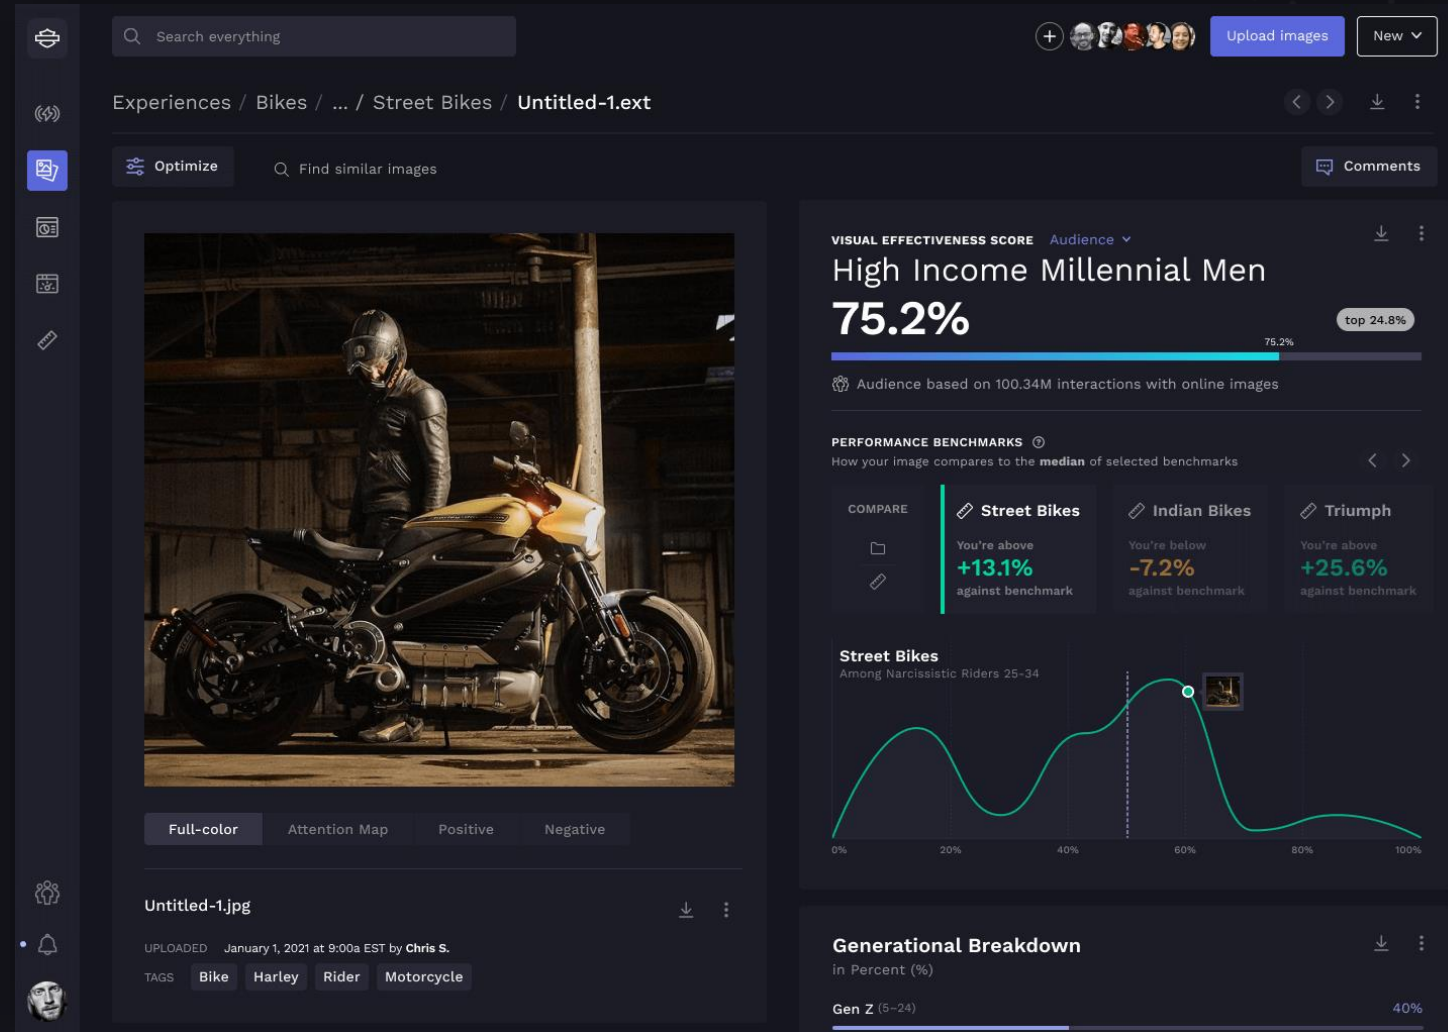 Search everything
Upload images
New
Experiences / Bikes / ... / Street Bikes / Untitled-1.ext
Optimize
Find similar images
Comments
Full-color
Attention Map
Positive
Negative
Untitled-1.jpg
UPLOADED January 1, 2021 at 9:00a EST by Chris S.
TAGS Bike Harley Rider Motorcycle
VISUAL EFFECTIVENESS SCORE Audience
High Income Millennial Men
75.2%
top 24.8%
75.2%
Audience based on 100.34M interactions with online images
PERFORMANCE BENCHMARKS ?
How your image compares to the median of selected benchmarks
COMPARE
Street Bikes
You're above
+13.1%
against benchmark
Indian Bikes
You're below
-7.2%
against benchmark
Triumph
You're above
+25.6%
against benchmark
Street Bikes
Among Narcissistic Riders 25-34
0% 20% 40% 60% 80% 100%
Generational Breakdown
in Percent (%)
Gen Z (5-24) 40%